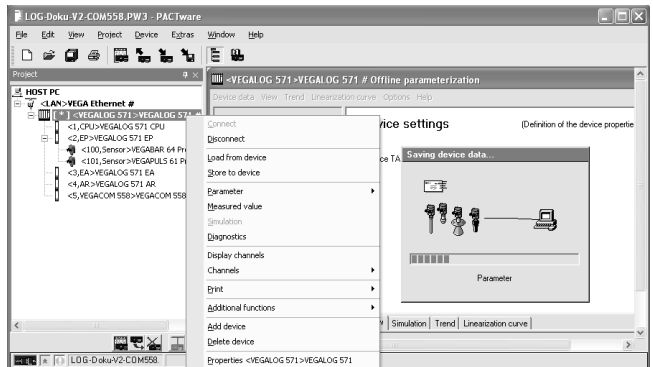 LOG-Doku-V2-COM558.PW3 - PACTware
File Edit View Project Device Extras Window Help
Project
HOST PC
<LAN>VEGA Ethernet #
[ * ] <VEGALOG 571>VEGALOG 571 #
<1,CPU>VEGALOG 571 CPU
<2,EP>VEGALOG 571 EP
<100,Sensor>VEGABAR 64 Pr
<101,Sensor>VEGAPULS 61 P
<3,EA>VEGALOG 571 EA
<4,AR>VEGALOG 571 AR
<5,VEGACOM 558>VEGACOM 558
<VEGALOG 571>VEGALOG 571 # Offline parameterization
Device data View Trend Linearization curve Options Help
vice settings
(Definition of the device propertie
ce TA
Connect
Disconnect
Load from device
Store to device
Parameter
Measured value
Simulation
Diagnostics
Display channels
Channels
Print
Additional functions
Add device
Delete device
Properties <VEGALOG 571>VEGALOG 571
Saving device data...
Parameter
Simulation Trend Linearization curve
LOG-Doku-V2-COM558.